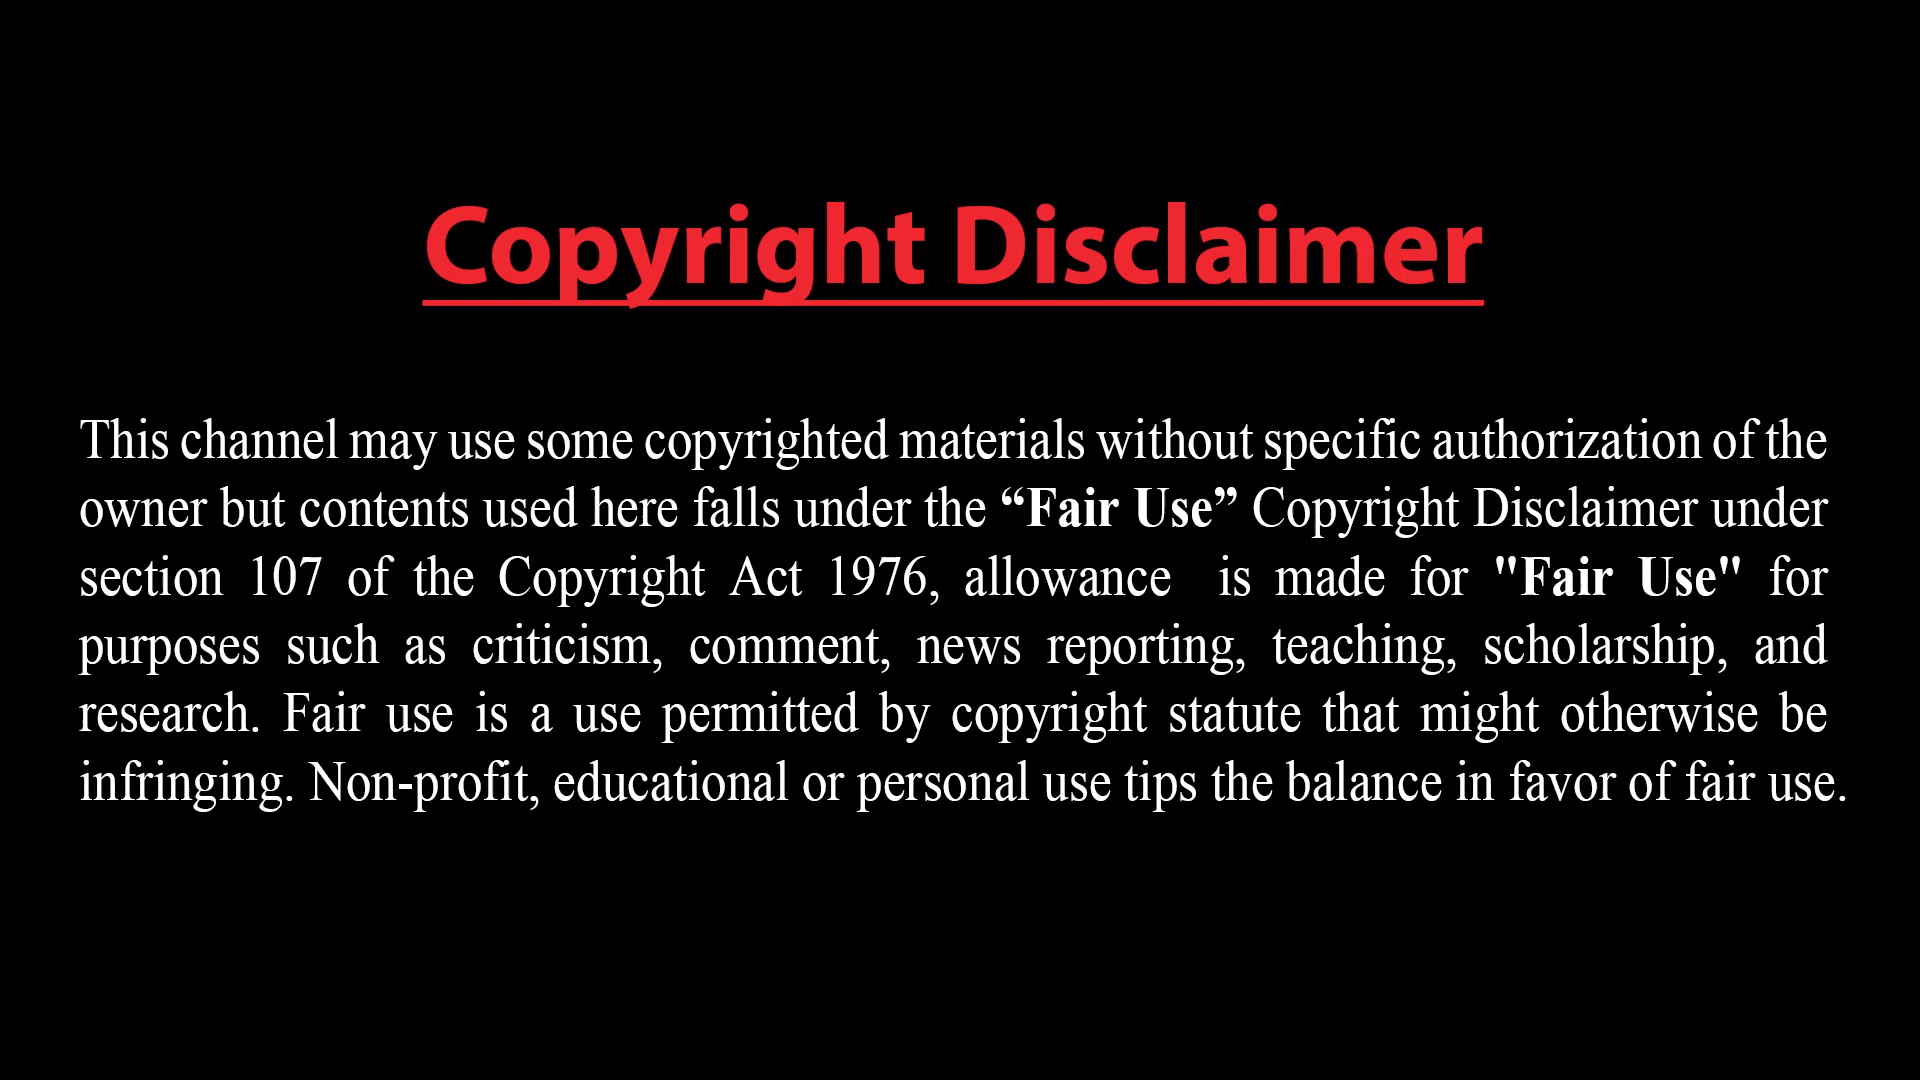 Copyright Disclaimer
This channel may use some copyrighted materials without specific authorization of the
owner but contents used here falls under the “Fair Use” Copyright Disclaimer under
section 107 of the Copyright Act 1976, allowance is made for "Fair Use" for
purposes such as criticism, comment, news reporting, teaching, scholarship, and
research. Fair use is a use permitted by copyright statute that might otherwise be
infringing. Non-profit, educational or personal use tips the balance in favor of fair use.